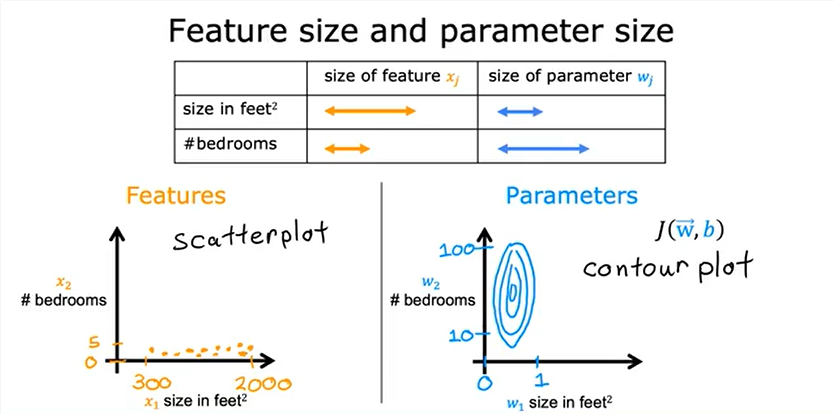 Feature size and parameter size
size of feature xⱼ size of parameter wⱼ
size in feet²
#bedrooms
Features
scatterplot
x₂
# bedrooms
5
0
300 2000
x₁ size in feet²
Parameters
J(w⃗, b)
contour plot
100
w₂
# bedrooms
10
0 1
w₁ size in feet²